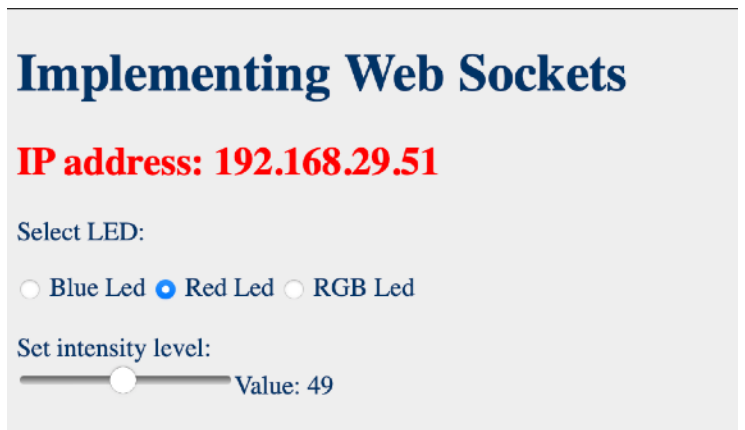 Implementing Web Sockets
IP address: 192.168.29.51
Select LED:
Blue Led Red Led RGB Led
Set intensity level:
Value: 49